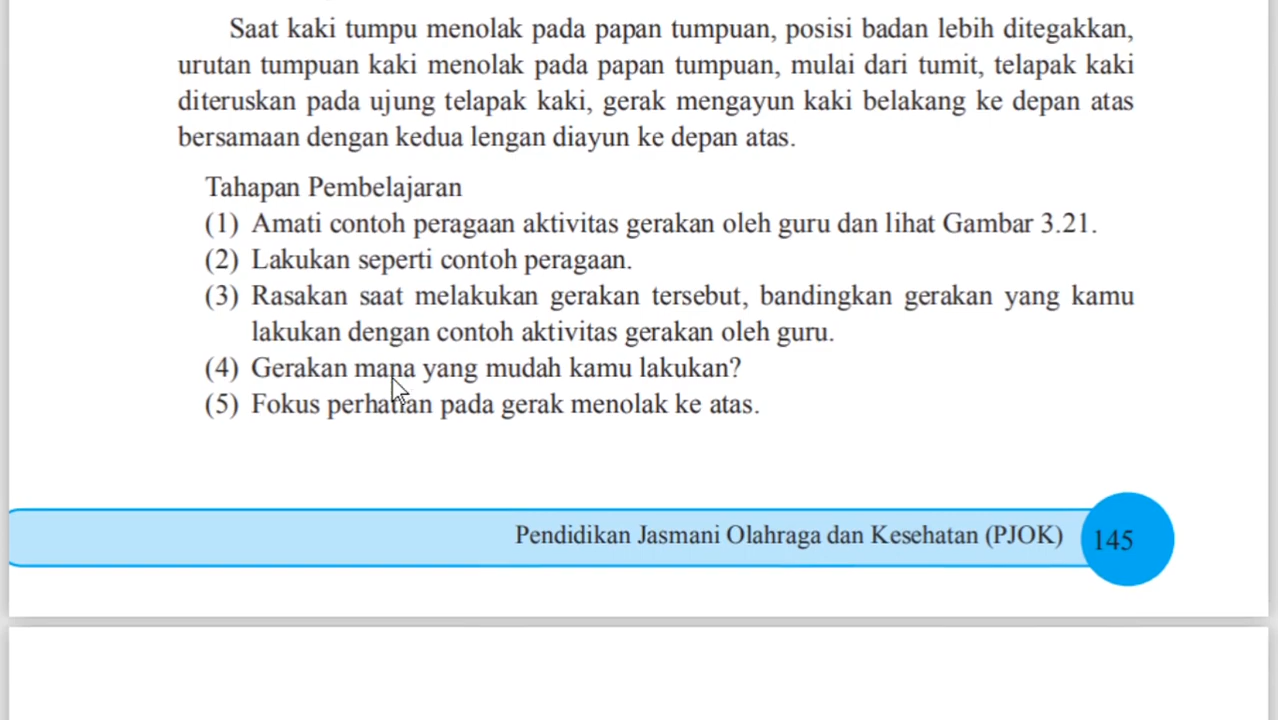 Saat kaki tumpu menolak pada papan tumpuan, posisi badan lebih ditegakkan,
urutan tumpuan kaki menolak pada papan tumpuan, mulai dari tumit, telapak kaki
diteruskan pada ujung telapak kaki, gerak mengayun kaki belakang ke depan atas
bersamaan dengan kedua lengan diayun ke depan atas.
Tahapan Pembelajaran
(1) Amati contoh peragaan aktivitas gerakan oleh guru dan lihat Gambar 3.21.
(2) Lakukan seperti contoh peragaan.
(3) Rasakan saat melakukan gerakan tersebut, bandingkan gerakan yang kamu
lakukan dengan contoh aktivitas gerakan oleh guru.
(4) Gerakan mana yang mudah kamu lakukan?
(5) Fokus perhatian pada gerak menolak ke atas.
Pendidikan Jasmani Olahraga dan Kesehatan (PJOK) 145